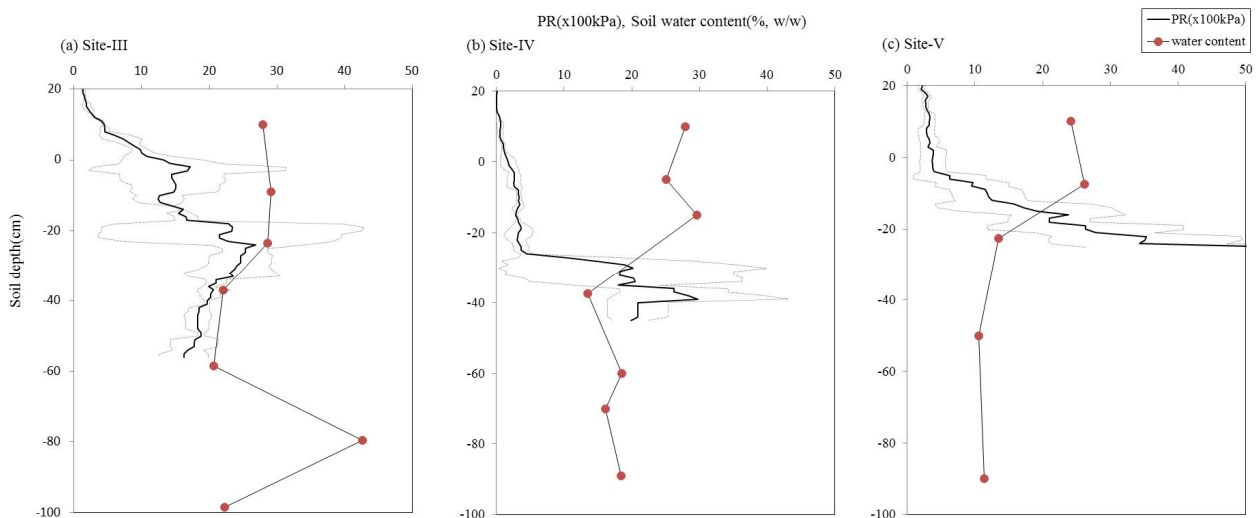 PR(x100kPa), Soil water content(%, w/w)
PR(x100kPa)
water content
(a) Site-III
(b) Site-IV
(c) Site-V
0 10 20 30 40 50
0 10 20 30 40 50
0 10 20 30 40 50
Soil depth(cm)
20
0
-20
-40
-60
-80
-100
20
0
-20
-40
-60
-80
-100
20
0
-20
-40
-60
-80
-100